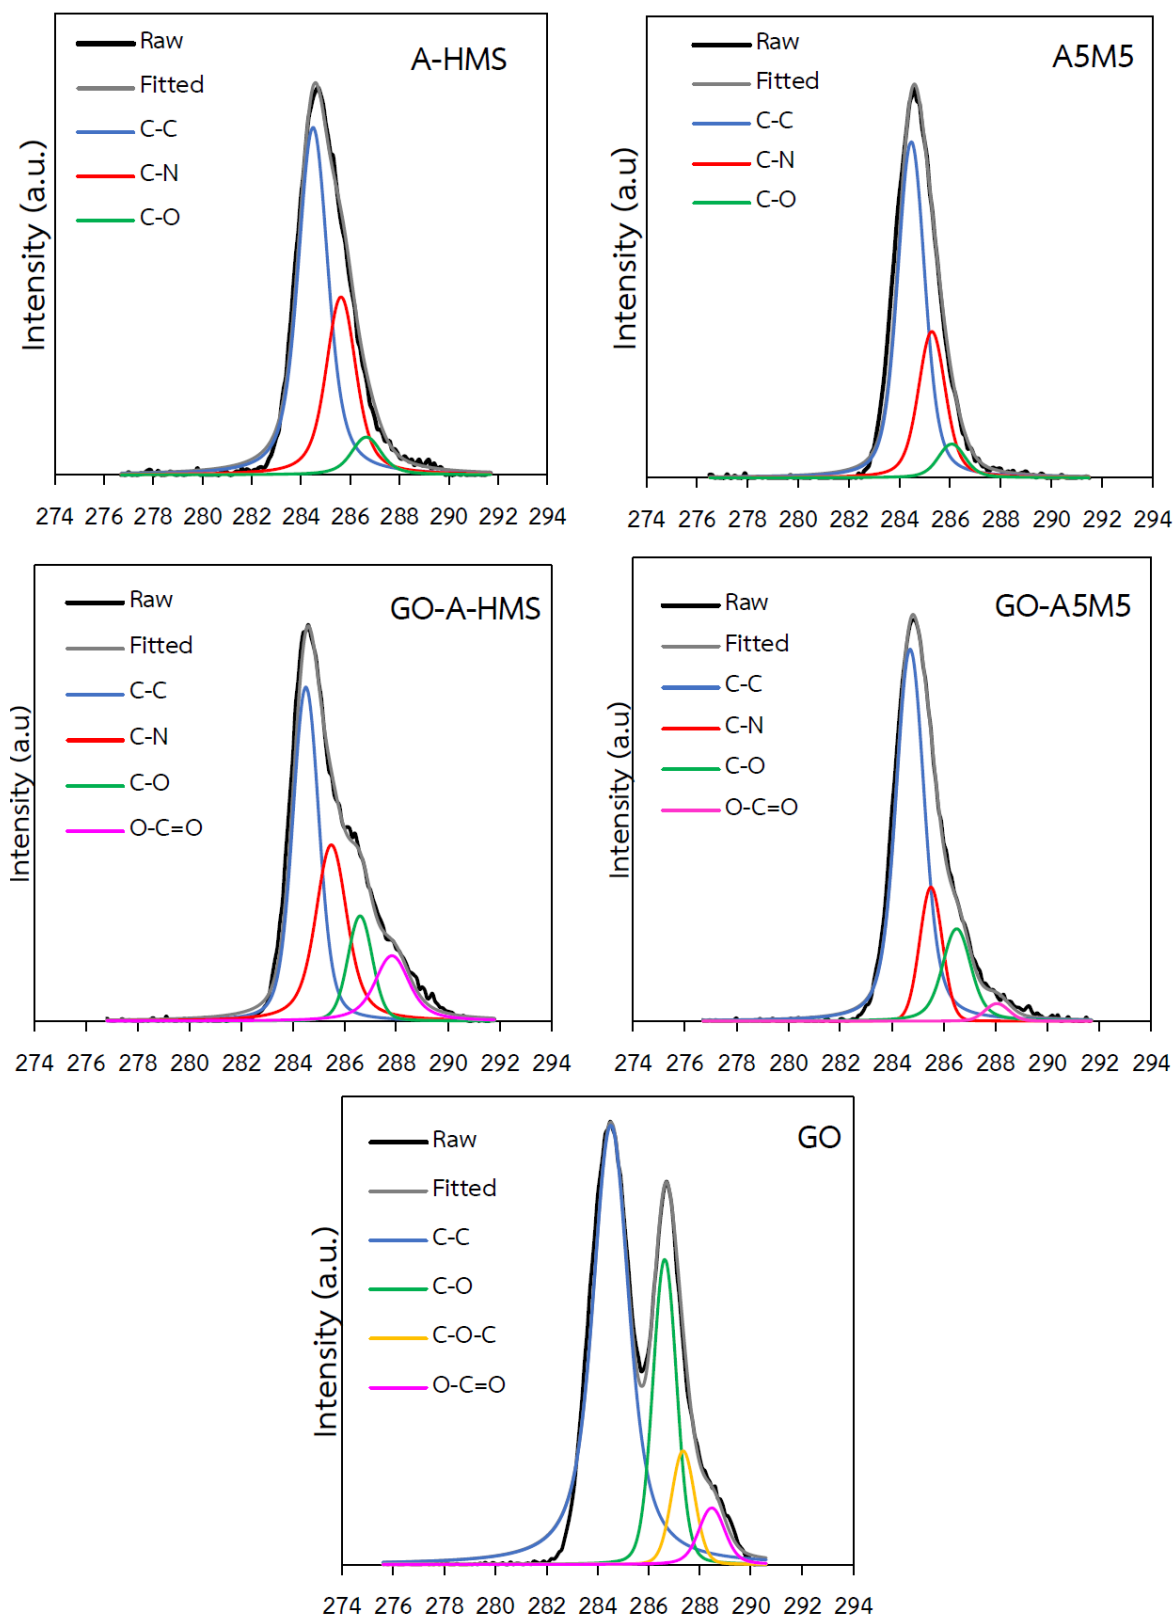 A-HMS
Raw
Fitted
C-C
C-N
C-O
Intensity (a.u.)
274 276 278 280 282 284 286 288 290 292 294
A5M5
Raw
Fitted
C-C
C-N
C-O
Intensity (a.u)
274 276 278 280 282 284 286 288 290 292 294
GO-A-HMS
Raw
Fitted
C-C
C-N
C-O
O-C=O
Intensity (a.u)
274 276 278 280 282 284 286 288 290 292 294
GO-A5M5
Raw
Fitted
C-C
C-N
C-O
O-C=O
Intensity (a.u)
274 276 278 280 282 284 286 288 290 292 294
GO
Raw
Fitted
C-C
C-O
C-O-C
O-C=O
Intensity (a.u.)
274 276 278 280 282 284 286 288 290 292 294